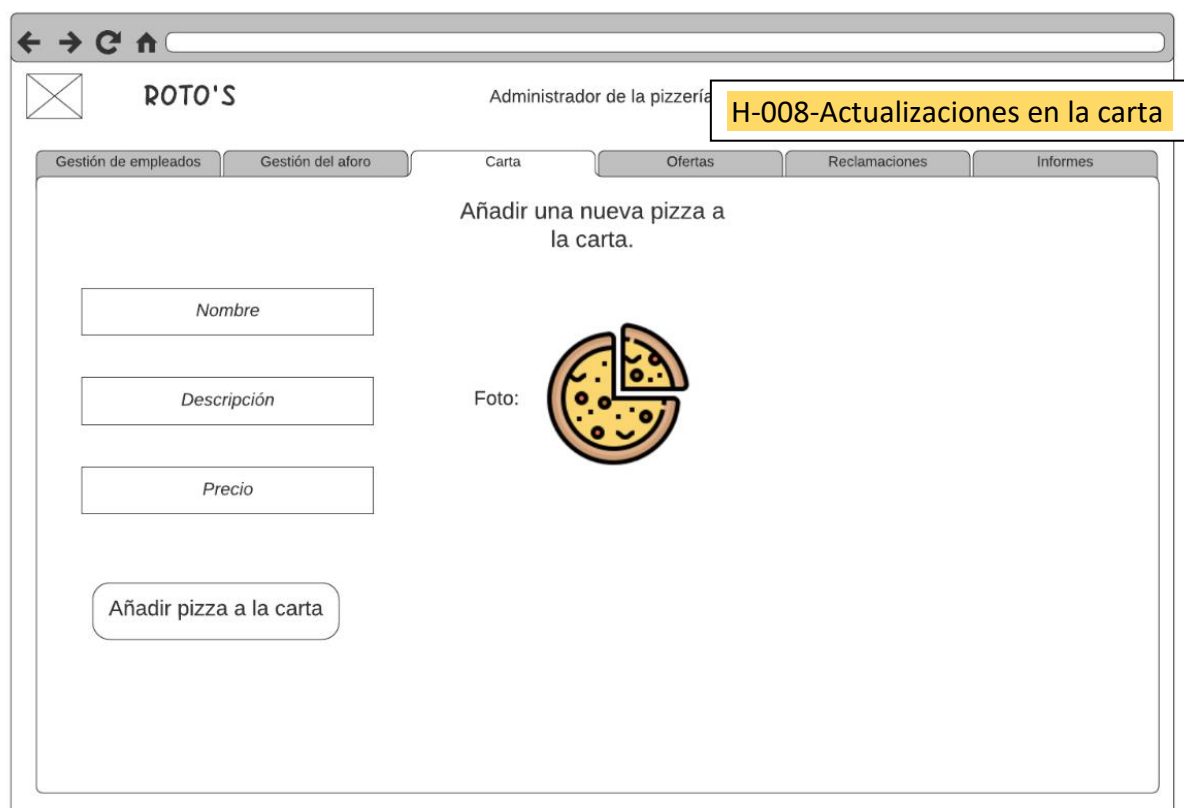 ROTO'S
Administrador de la pizzería
H-008-Actualizaciones en la carta
Gestión de empleados
Gestión del aforo
Carta
Ofertas
Reclamaciones
Informes
Añadir una nueva pizza a
la carta.
Nombre
Descripción
Foto:
Precio
Añadir pizza a la carta